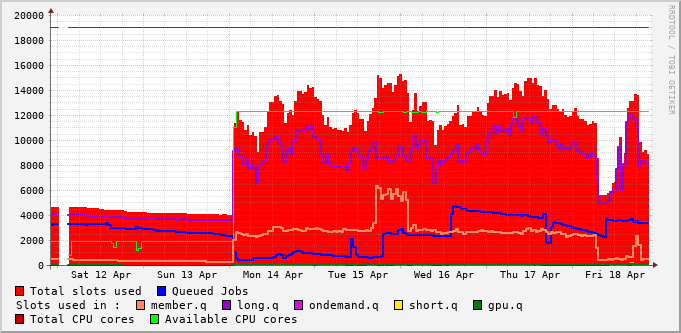 RRDTOOL / TOBI OETIKER
20000
18000
16000
14000
12000
10000
8000
6000
4000
2000
0
Sat 12 Apr Sun 13 Apr Mon 14 Apr Tue 15 Apr Wed 16 Apr Thu 17 Apr Fri 18 Apr
Total slots used Queued Jobs
Slots used in : member.q long.q ondemand.q short.q gpu.q
Total CPU cores Available CPU cores